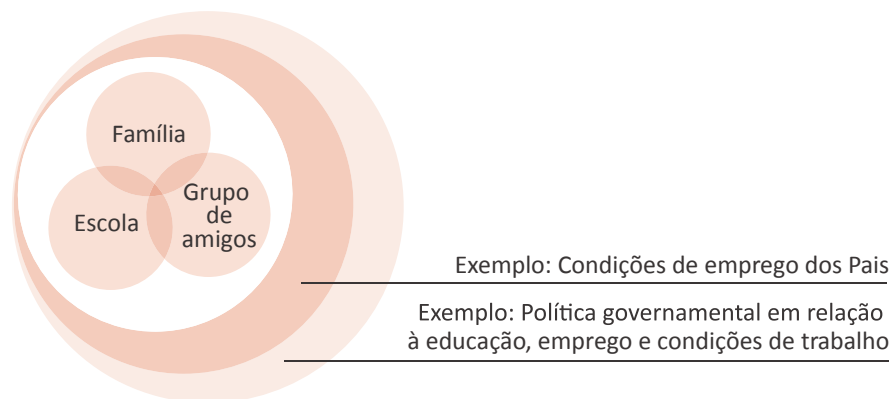 Família
Escola
Grupo
de
amigos
Exemplo: Condições de emprego dos Pais
Exemplo: Política governamental em relação
à educação, emprego e condições de trabalho